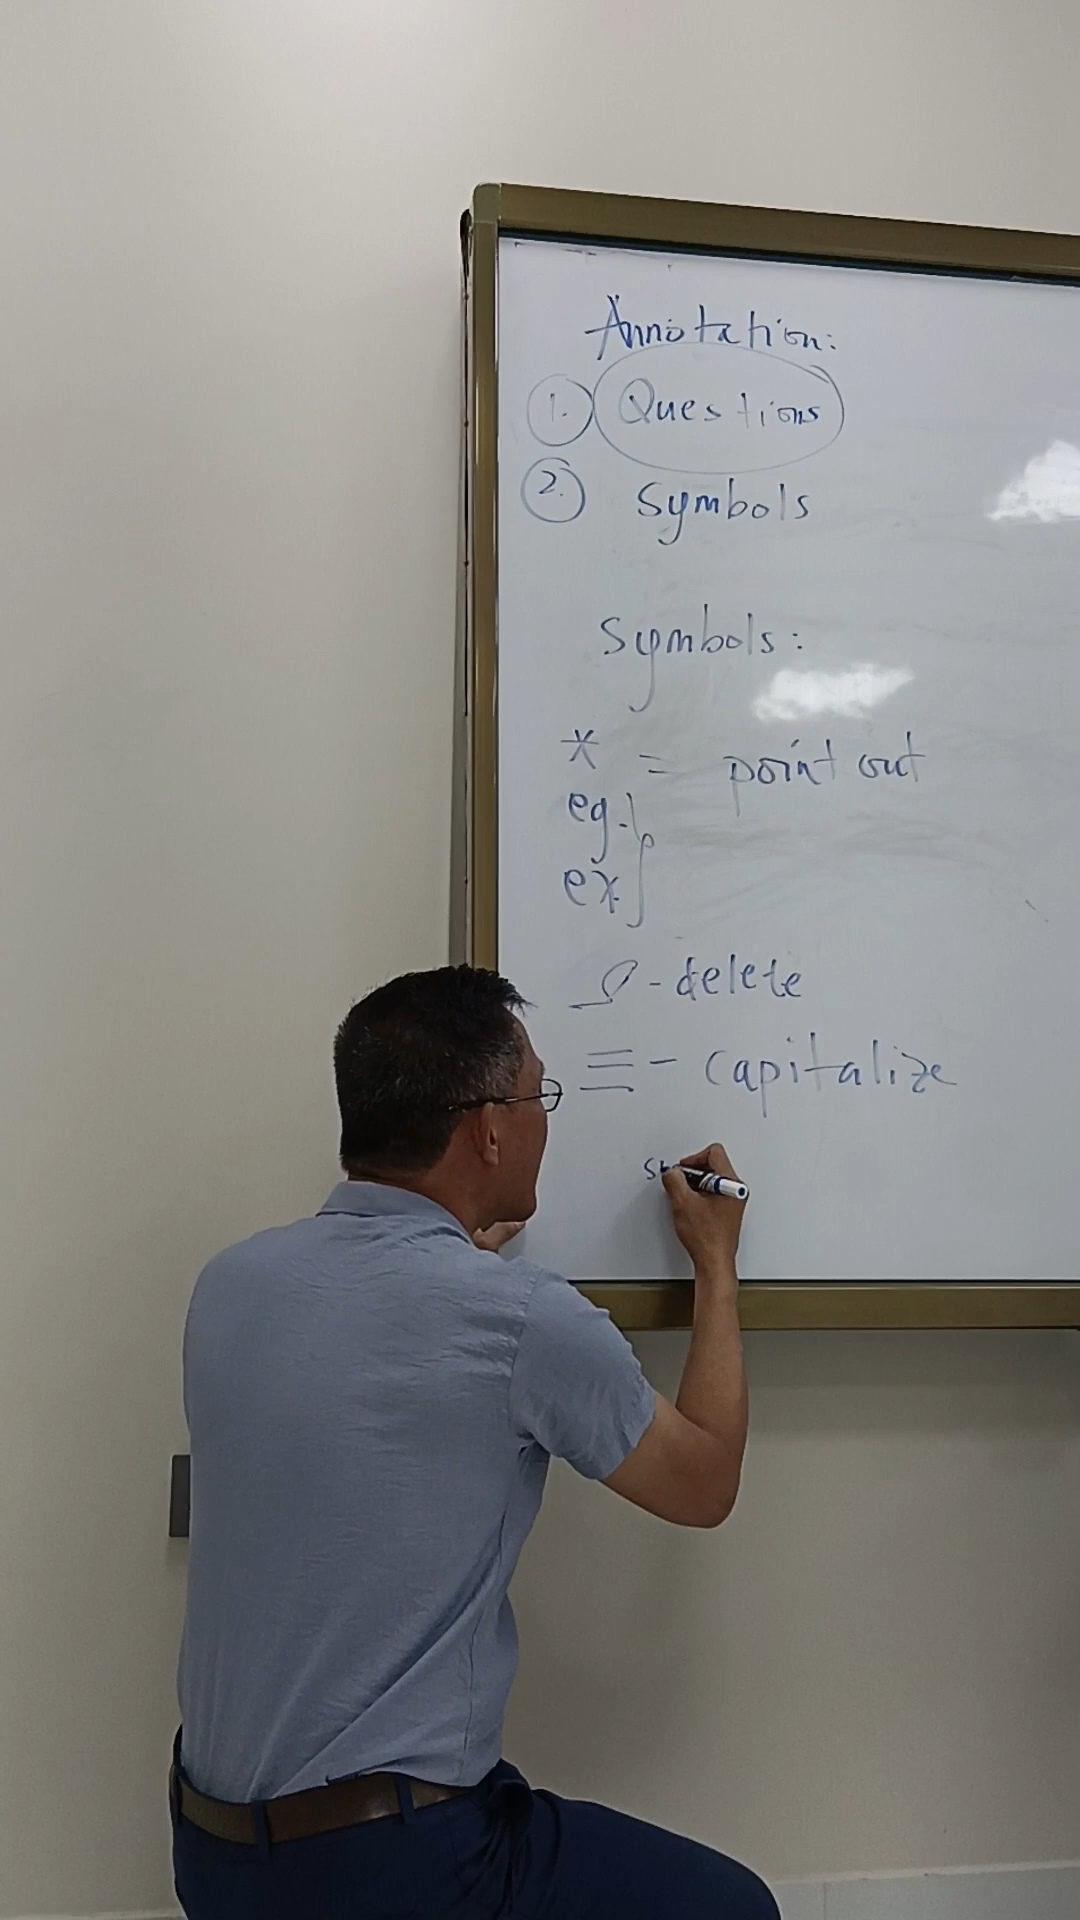 Annotation:
1. Questions
2. Symbols
Symbols:
* = point out
eg.
ex.
- delete
≡ - capitalize